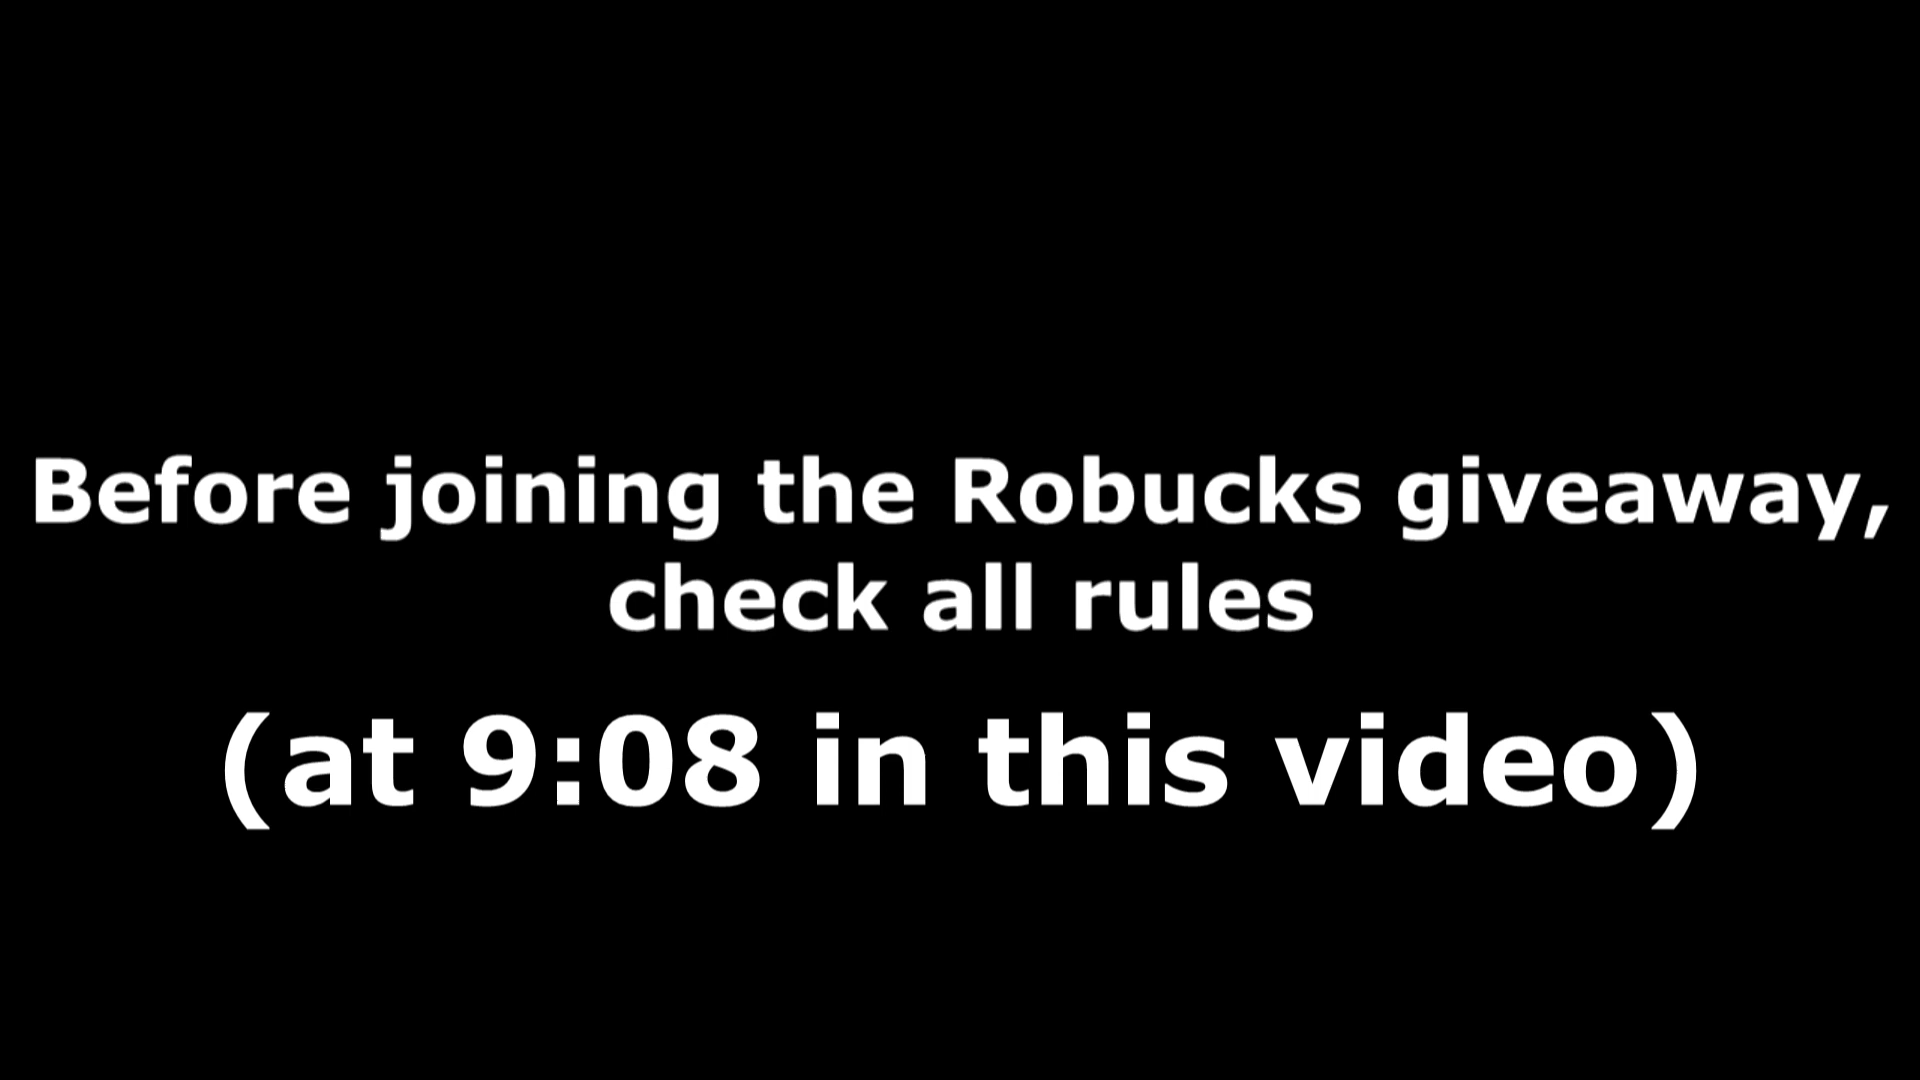 Before joining the Robucks giveaway,
check all rules
(at 9:08 in this video)